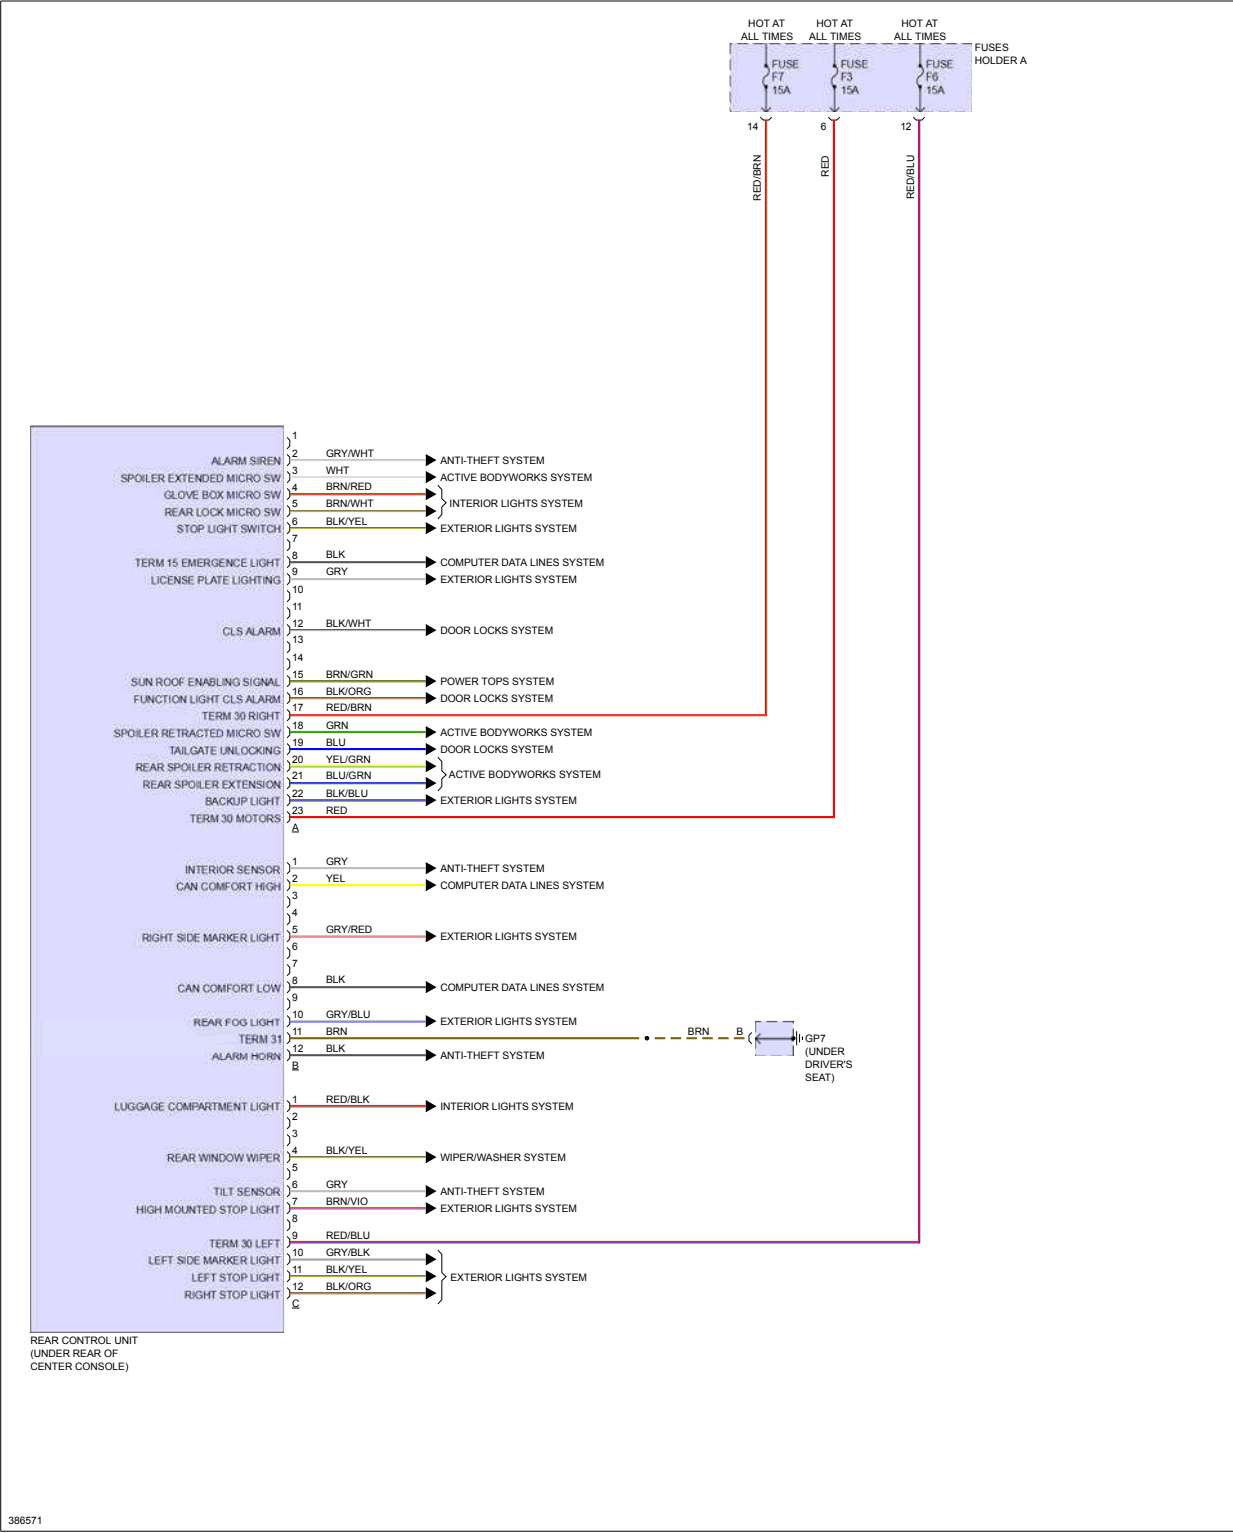 HOT AT
ALL TIMES
HOT AT
ALL TIMES
HOT AT
ALL TIMES
FUSES
HOLDER A
FUSE
F7
15A
FUSE
F3
15A
FUSE
F6
15A
14
6
12
RED/BRN
RED
RED/BLU
1
ALARM SIREN 2 GRY/WHT ANTI-THEFT SYSTEM
SPOILER EXTENDED MICRO SW 3 WHT ACTIVE BODYWORKS SYSTEM
GLOVE BOX MICRO SW 4 BRN/RED
INTERIOR LIGHTS SYSTEM
REAR LOCK MICRO SW 5 BRN/WHT
STOP LIGHT SWITCH 6 BLK/YEL EXTERIOR LIGHTS SYSTEM
7
TERM 15 EMERGENCE LIGHT 8 BLK COMPUTER DATA LINES SYSTEM
LICENSE PLATE LIGHTING 9 GRY EXTERIOR LIGHTS SYSTEM
10
11
CLS ALARM 12 BLK/WHT DOOR LOCKS SYSTEM
13
14
SUN ROOF ENABLING SIGNAL 15 BRN/GRN POWER TOPS SYSTEM
FUNCTION LIGHT CLS ALARM 16 BLK/ORG DOOR LOCKS SYSTEM
TERM 30 RIGHT 17 RED/BRN
SPOILER RETRACTED MICRO SW 18 GRN ACTIVE BODYWORKS SYSTEM
TAILGATE UNLOCKING 19 BLU DOOR LOCKS SYSTEM
REAR SPOILER RETRACTION 20 YEL/GRN
ACTIVE BODYWORKS SYSTEM
REAR SPOILER EXTENSION 21 BLU/GRN
BACKUP LIGHT 22 BLK/BLU EXTERIOR LIGHTS SYSTEM
TERM 30 MOTORS 23 RED
A
INTERIOR SENSOR 1 GRY ANTI-THEFT SYSTEM
CAN COMFORT HIGH 2 YEL COMPUTER DATA LINES SYSTEM
3
4
RIGHT SIDE MARKER LIGHT 5 GRY/RED EXTERIOR LIGHTS SYSTEM
6
7
CAN COMFORT LOW 8 BLK COMPUTER DATA LINES SYSTEM
9
REAR FOG LIGHT 10 GRY/BLU EXTERIOR LIGHTS SYSTEM
TERM 31 11 BRN BRN B GP7
(UNDER
DRIVER'S
SEAT)
ALARM HORN 12 BLK ANTI-THEFT SYSTEM
B
LUGGAGE COMPARTMENT LIGHT 1 RED/BLK INTERIOR LIGHTS SYSTEM
2
3
REAR WINDOW WIPER 4 BLK/YEL WIPER/WASHER SYSTEM
5
TILT SENSOR 6 GRY ANTI-THEFT SYSTEM
HIGH MOUNTED STOP LIGHT 7 BRN/VIO EXTERIOR LIGHTS SYSTEM
8
TERM 30 LEFT 9 RED/BLU
LEFT SIDE MARKER LIGHT 10 GRY/BLK
LEFT STOP LIGHT 11 BLK/YEL EXTERIOR LIGHTS SYSTEM
RIGHT STOP LIGHT 12 BLK/ORG
C
REAR CONTROL UNIT
(UNDER REAR OF
CENTER CONSOLE)
386571